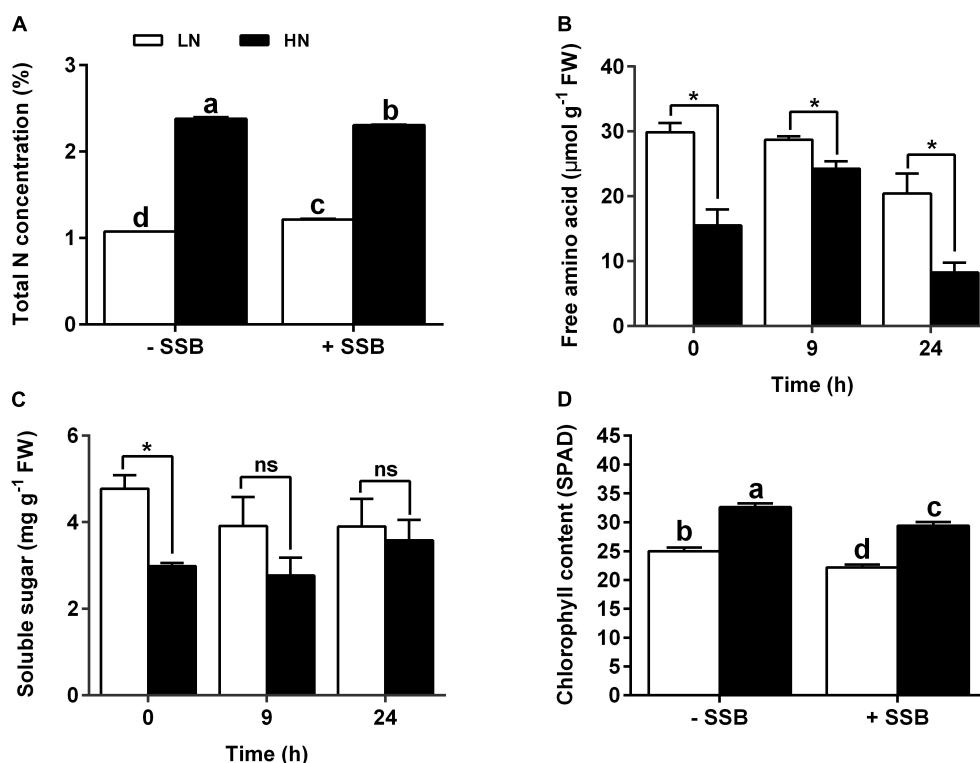 A
LN HN
Total N concentration (%)
3
2
1
0
d a c b
- SSB + SSB
B
Free amino acid (µmol g-1 FW)
40
30
20
10
0
* * *
0 9 24
Time (h)
C
Soluble sugar (mg g-1 FW)
6
4
2
0
* ns ns
0 9 24
Time (h)
D
Chlorophyll content (SPAD)
45
40
35
30
25
20
15
10
5
0
b a d c
- SSB + SSB